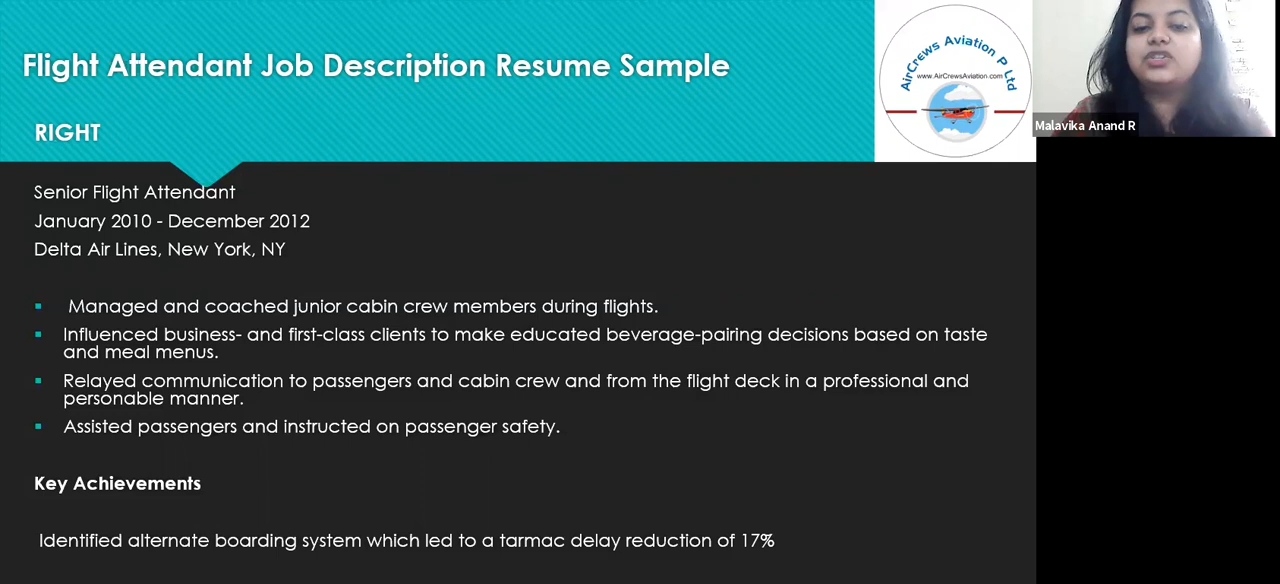 Flight Attendant Job Description Resume Sample
RIGHT
AirCrews Aviation P Ltd
www.AirCrewsAviation.com
Malavika Anand R
Senior Flight Attendant
January 2010 - December 2012
Delta Air Lines, New York, NY
Managed and coached junior cabin crew members during flights.
Influenced business- and first-class clients to make educated beverage-pairing decisions based on taste
and meal menus.
Relayed communication to passengers and cabin crew and from the flight deck in a professional and
personable manner.
Assisted passengers and instructed on passenger safety.
Key Achievements
Identified alternate boarding system which led to a tarmac delay reduction of 17%